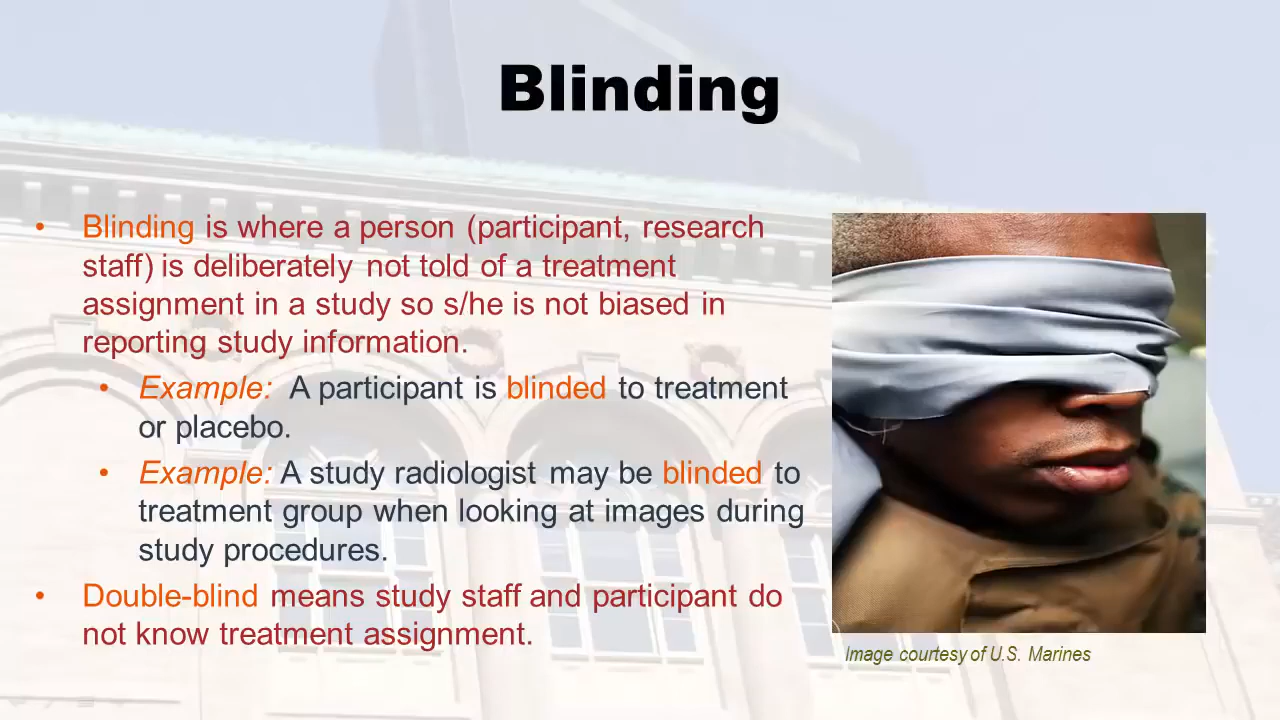 Blinding
• Blinding is where a person (participant, research
staff) is deliberately not told of a treatment
assignment in a study so s/he is not biased in
reporting study information.
• Example: A participant is blinded to treatment
or placebo.
• Example: A study radiologist may be blinded to
treatment group when looking at images during
study procedures.
• Double-blind means study staff and participant do
not know treatment assignment.
Image courtesy of U.S. Marines